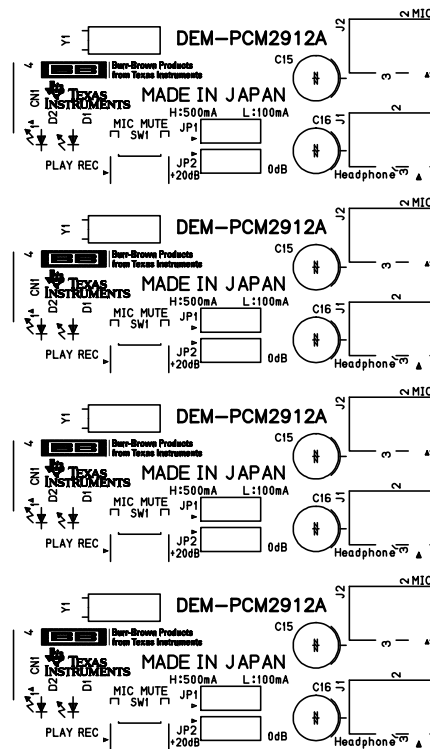 2 MIC
J2
Y1
DEM-PCM2912A
C15
4
BB
Burr-Brown Products
from Texas Instruments
3
CN1
TEXAS
INSTRUMENTS
MADE IN JAPAN
2
H:500mA L:100mA
1
D2
D1
MIC MUTE
SW1
JP1
C16
J1
PLAY REC
JP2
+20dB
0dB
Headphone
3
2 MIC
J2
Y1
DEM-PCM2912A
C15
4
BB
Burr-Brown Products
from Texas Instruments
3
CN1
TEXAS
INSTRUMENTS
MADE IN JAPAN
2
H:500mA L:100mA
1
D2
D1
MIC MUTE
SW1
JP1
C16
J1
PLAY REC
JP2
+20dB
0dB
Headphone
3
2 MIC
J2
Y1
DEM-PCM2912A
C15
4
BB
Burr-Brown Products
from Texas Instruments
3
CN1
TEXAS
INSTRUMENTS
MADE IN JAPAN
2
H:500mA L:100mA
1
D2
D1
MIC MUTE
SW1
JP1
C16
J1
PLAY REC
JP2
+20dB
0dB
Headphone
3
2 MIC
J2
Y1
DEM-PCM2912A
C15
4
BB
Burr-Brown Products
from Texas Instruments
3
CN1
TEXAS
INSTRUMENTS
MADE IN JAPAN
2
H:500mA L:100mA
1
D2
D1
MIC MUTE
SW1
JP1
C16
J1
PLAY REC
JP2
+20dB
0dB
Headphone
3